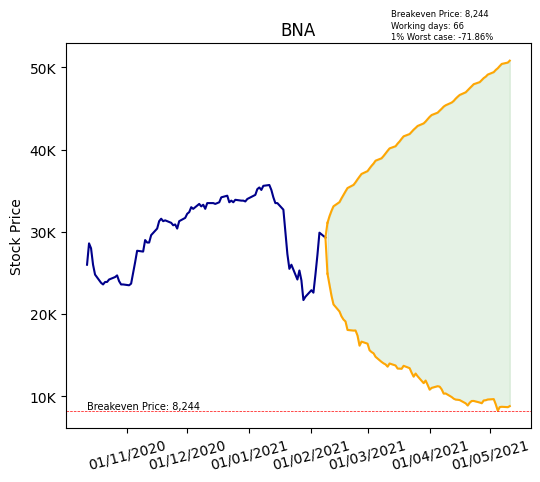 Breakeven Price: 8,244
Working days: 66
1% Worst case: -71.86%
BNA
Stock Price
50K
40K
30K
20K
10K
Breakeven Price: 8,244
01/11/2020
01/12/2020
01/01/2021
01/02/2021
01/03/2021
01/04/2021
01/05/2021